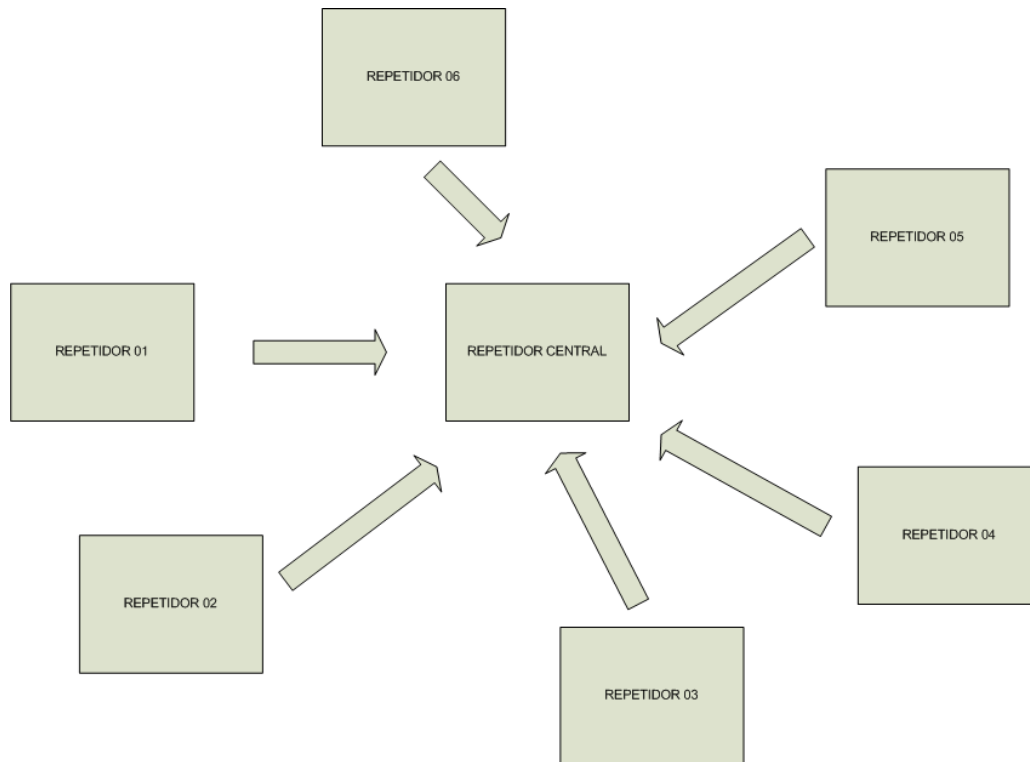 REPETIDOR 06
REPETIDOR 05
REPETIDOR 01
REPETIDOR CENTRAL
REPETIDOR 04
REPETIDOR 02
REPETIDOR 03